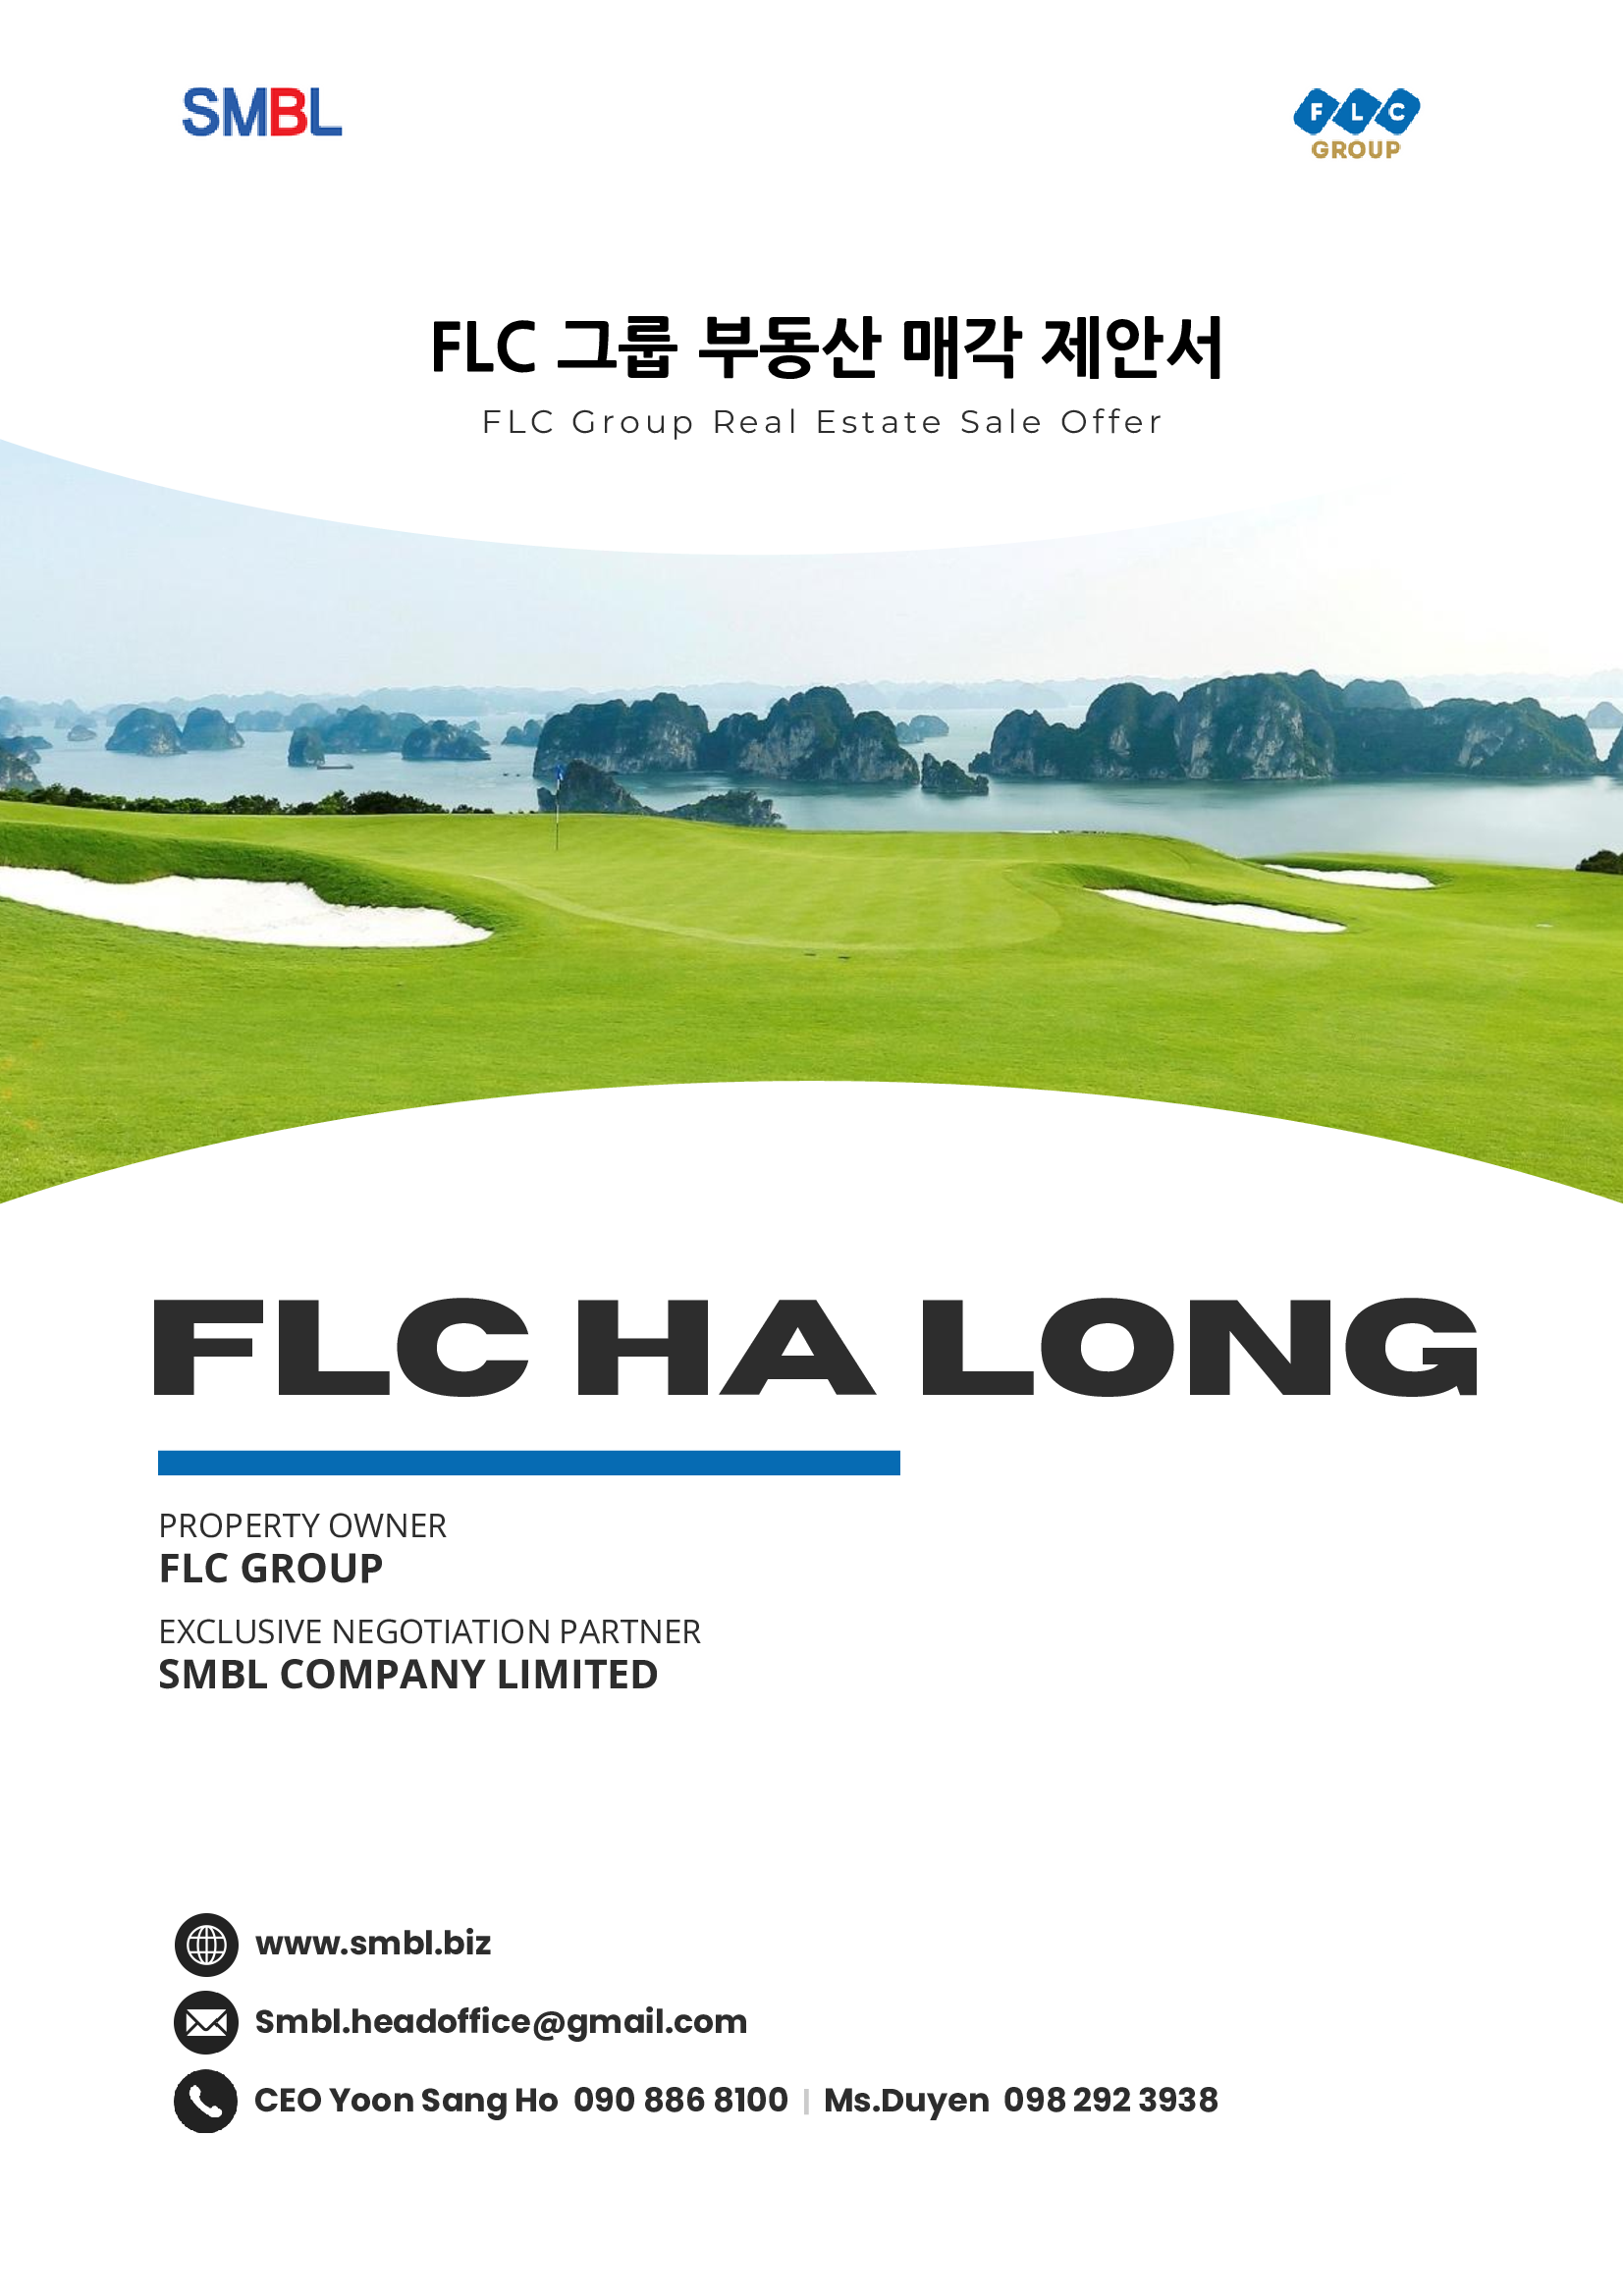 SMBL
FLC
GROUP
FLC 그룹 부동산 매각 제안서
FLC Group Real Estate Sale Offer
FLC HA LONG
PROPERTY OWNER
FLC GROUP
EXCLUSIVE NEGOTIATION PARTNER
SMBL COMPANY LIMITED
www.smbl.biz
Smbl.headoffice@gmail.com
CEO Yoon Sang Ho 090 886 8100 | Ms.Duyen 098 292 3938